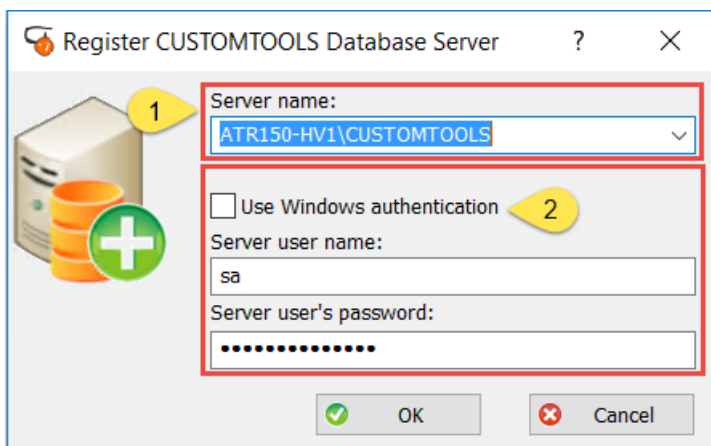 Register CUSTOMTOOLS Database Server
1
Server name:
ATR150-HV1\CUSTOMTOOLS
Use Windows authentication
2
Server user name:
sa
Server user's password:
••••••••••••••
OK
Cancel